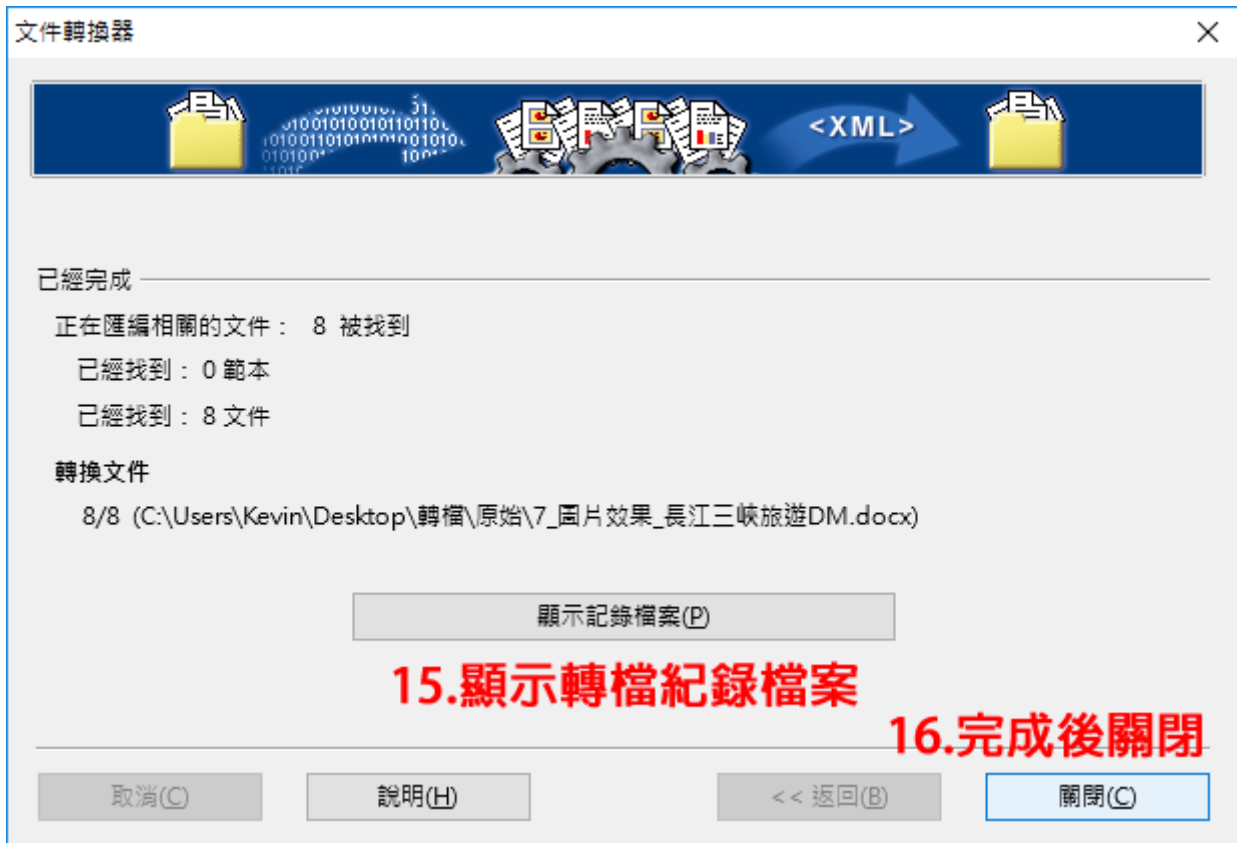 文件轉換器
<XML>
已經完成
正在匯編相關的文件： 8 被找到
已經找到：0 範本
已經找到：8 文件
轉換文件
8/8 (C:\Users\Kevin\Desktop\轉檔\原始\7_圖片效果_長江三峽旅遊DM.docx)
顯示記錄檔案(P)
15.顯示轉檔紀錄檔案
16.完成後關閉
取消(C)
說明(H)
<< 返回(B)
關閉(C)